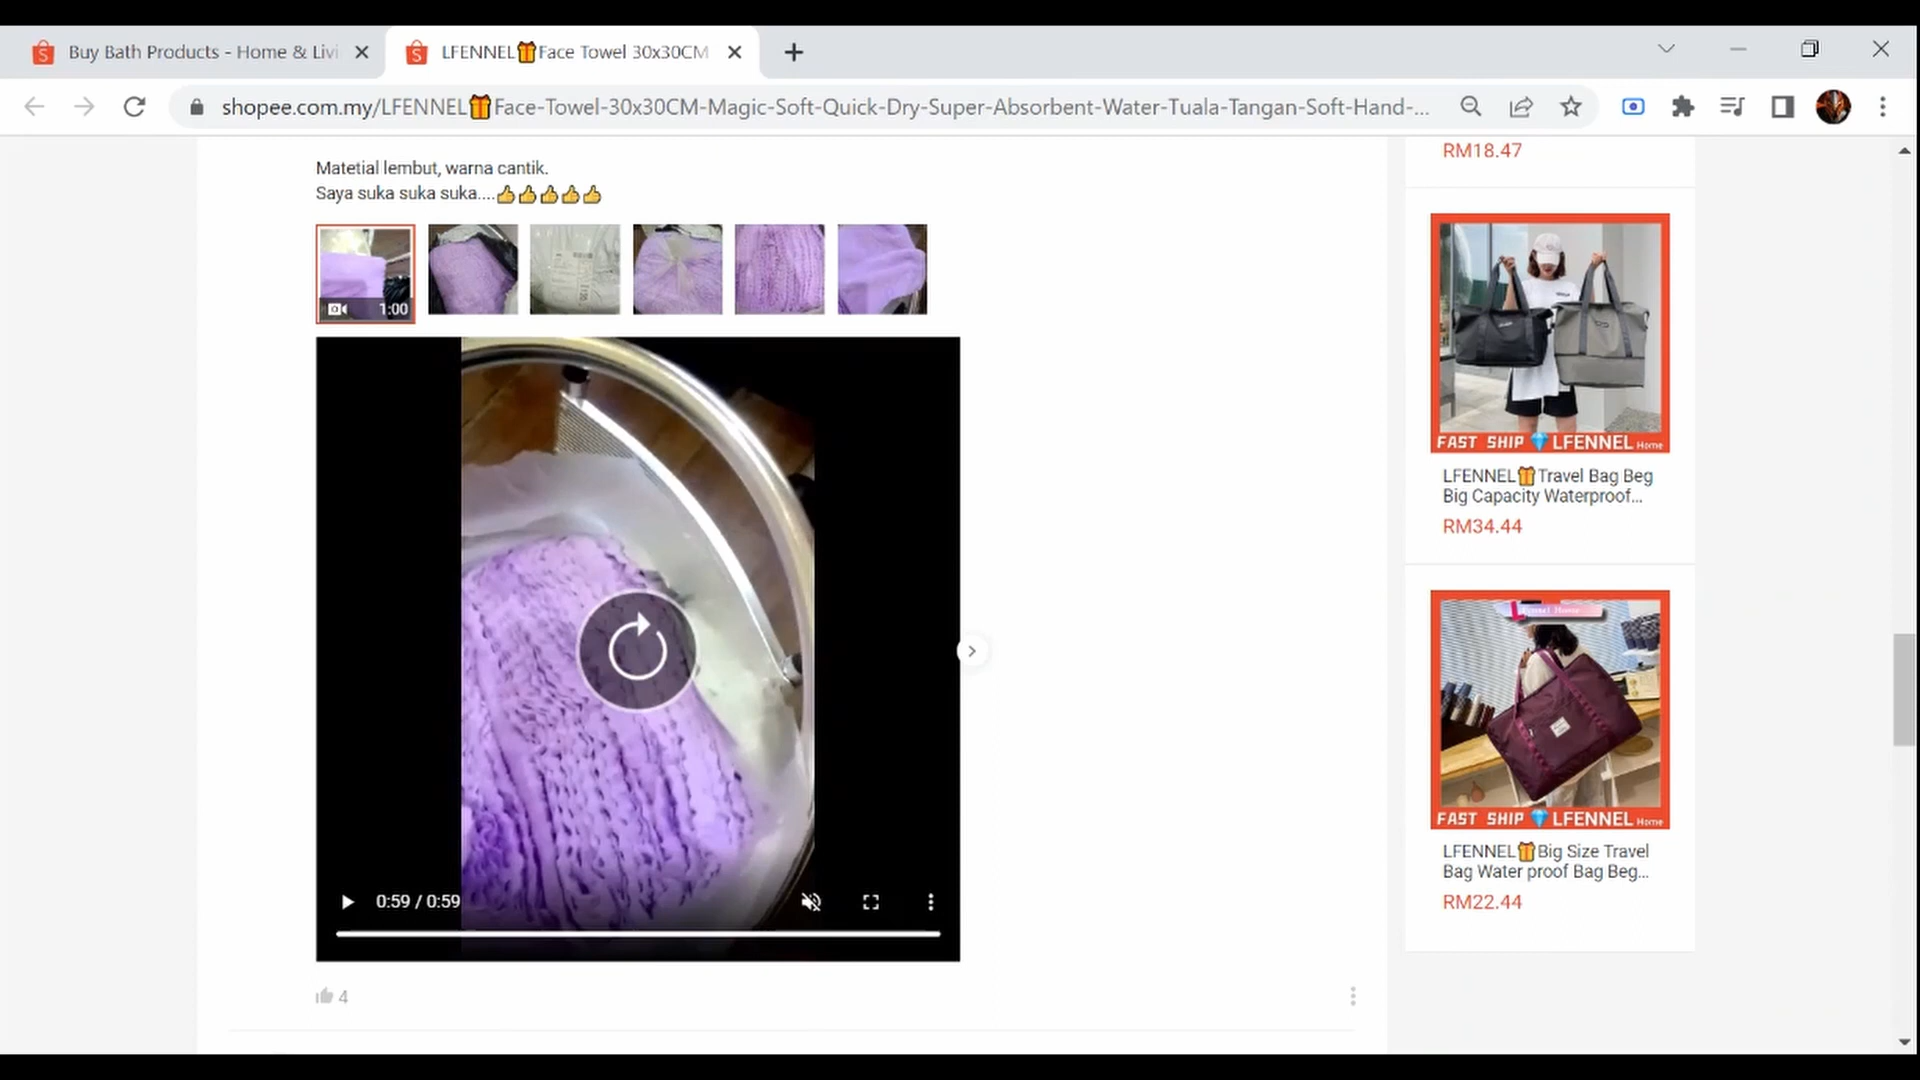 Buy Bath Products - Home & Livi
LFENNEL🎁Face Towel 30x30CM
shopee.com.my/LFENNEL🎁Face-Towel-30x30CM-Magic-Soft-Quick-Dry-Super-Absorbent-Water-Tuala-Tangan-Soft-Hand-...
Matetial lembut, warna cantik.
Saya suka suka suka....👍👍👍👍👍
1:00
0:59 / 0:59
4
RM18.47
FAST SHIP 💎 LFENNEL Home
LFENNEL🎁Travel Bag Beg
Big Capacity Waterproof...
RM34.44
FAST SHIP 💎 LFENNEL Home
LFENNEL🎁Big Size Travel
Bag Water proof Bag Beg...
RM22.44